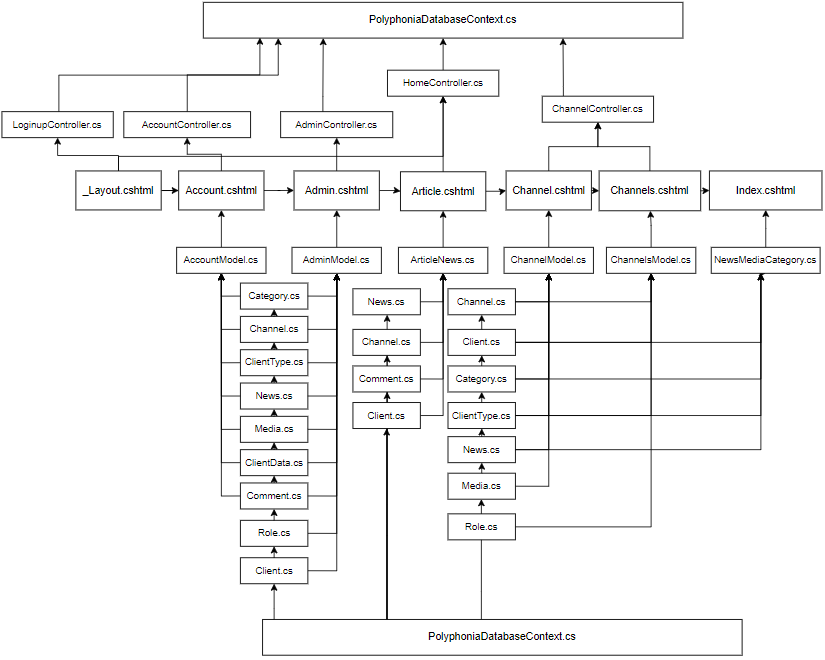 PolyphoniaDatabaseContext.cs
HomeController.cs
ChannelController.cs
LoginupController.cs
AccountController.cs
AdminController.cs
_Layout.cshtml
Account.cshtml
Admin.cshtml
Article.cshtml
Channel.cshtml
Channels.cshtml
Index.cshtml
AccountModel.cs
AdminModel.cs
ArticleNews.cs
ChannelModel.cs
ChannelsModel.cs
NewsMediaCategory.cs
Category.cs
Channel.cs
ClientType.cs
News.cs
Media.cs
ClientData.cs
Comment.cs
Role.cs
Client.cs
News.cs
Channel.cs
Comment.cs
Client.cs
Channel.cs
Client.cs
Category.cs
ClientType.cs
News.cs
Media.cs
Role.cs
PolyphoniaDatabaseContext.cs